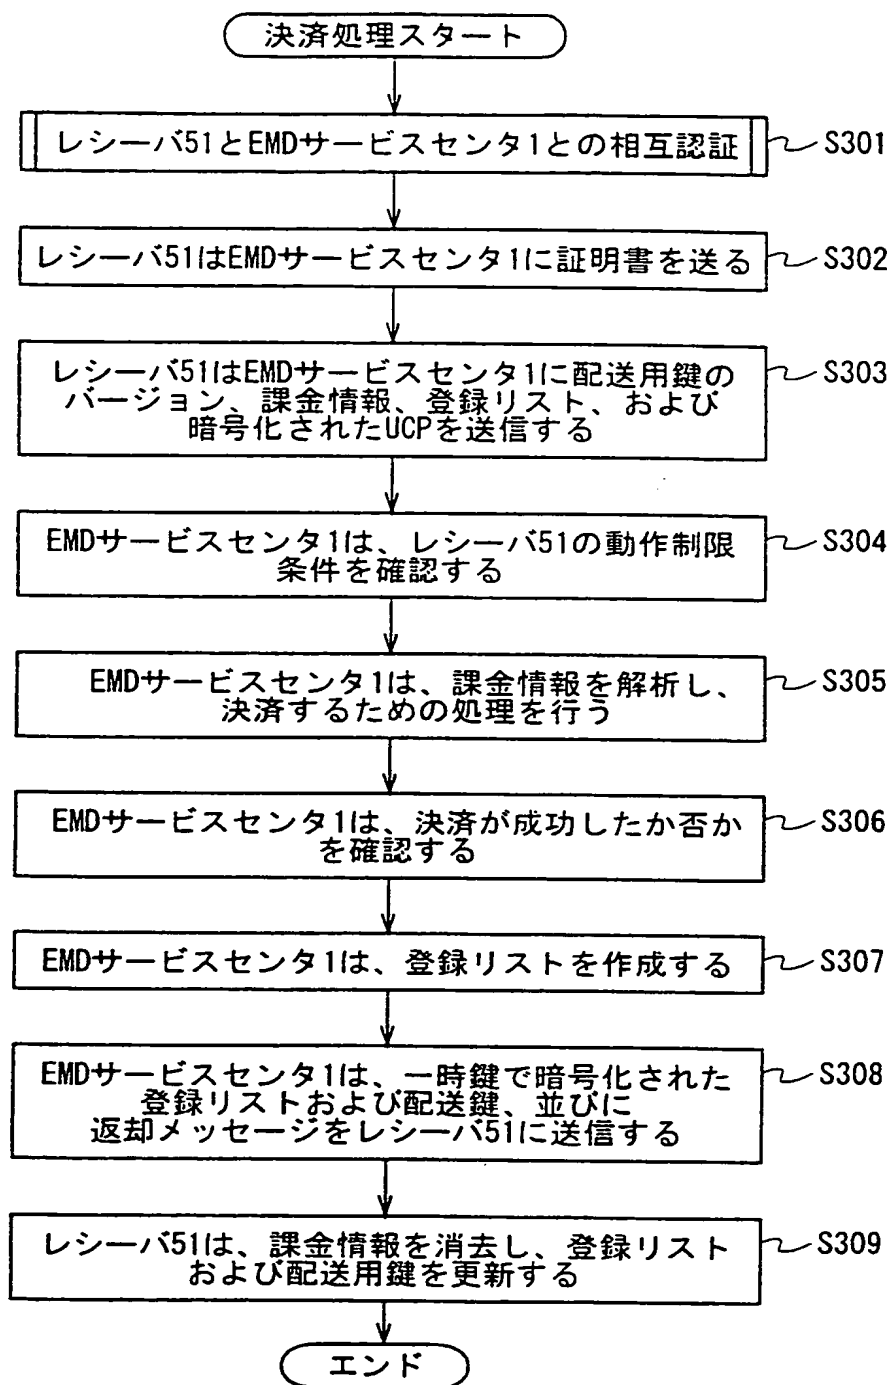 決済処理スタート
レシーバ51とEMDサービスセンタ1との相互認証
S301
レシーバ51はEMDサービスセンタ1に証明書を送る
S302
レシーバ51はEMDサービスセンタ1に配送用鍵の
バージョン、課金情報、登録リスト、および
暗号化されたUCPを送信する
S303
EMDサービスセンタ1は、レシーバ51の動作制限
条件を確認する
S304
EMDサービスセンタ1は、課金情報を解析し、
決済するための処理を行う
S305
EMDサービスセンタ1は、決済が成功したか否か
を確認する
S306
EMDサービスセンタ1は、登録リストを作成する
S307
EMDサービスセンタ1は、一時鍵で暗号化された
登録リストおよび配送鍵、並びに
返却メッセージをレシーバ51に送信する
S308
レシーバ51は、課金情報を消去し、登録リスト
および配送用鍵を更新する
S309
エンド